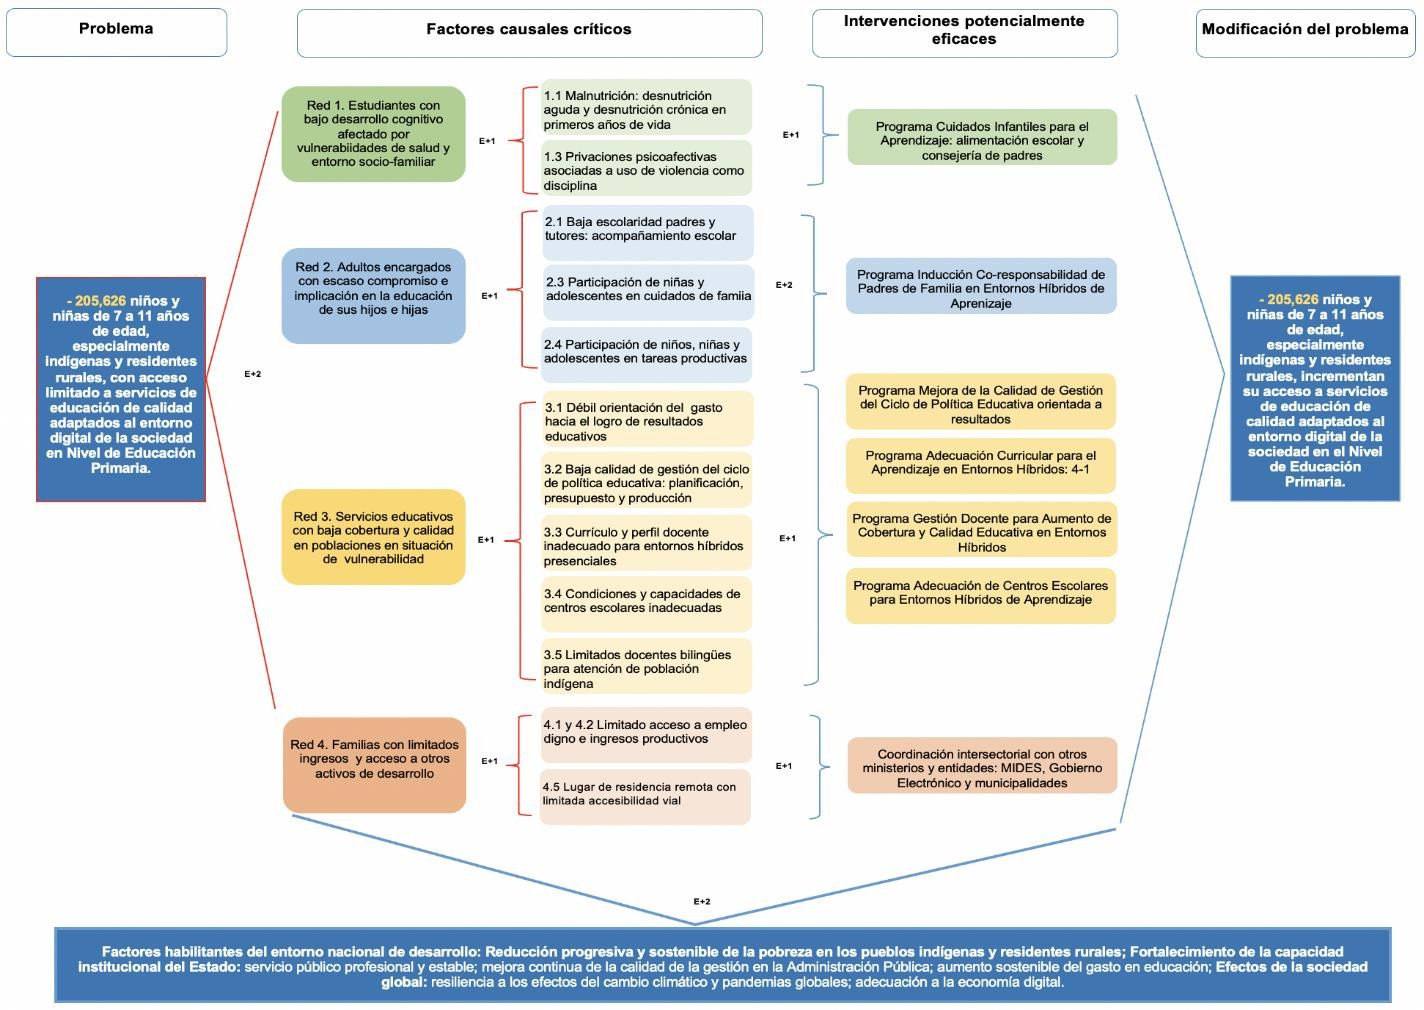 Problema
Factores causales críticos
Intervenciones potencialmente
eficaces
Modificación del problema
- 205,626 niños y
niñas de 7 a 11 años
de edad,
especialmente
indígenas y residentes
rurales, con acceso
limitado a servicios de
educación de calidad
adaptados al entorno
digital de la sociedad
en Nivel de Educación
Primaria.
E+2
Red 1. Estudiantes con
bajo desarrollo cognitivo
afectado por
vulnerabiidades de salud y
entorno socio-familiar
E+1
1.1 Malnutrición: desnutrición
aguda y desnutrición crónica en
primeros años de vida
1.3 Privaciones psicoafectivas
asociadas a uso de violencia como
disciplina
E+1
Programa Cuidados Infantiles para el
Aprendizaje: alimentación escolar y
consejería de padres
Red 2. Adultos encargados
con escaso compromiso e
implicación en la educación
de sus hijos e hijas
E+1
2.1 Baja escolaridad padres y
tutores: acompañamiento escolar
2.3 Participación de niñas y
adolescentes en cuidados de famiia
2.4 Participación de niños, niñas y
adolescentes en tareas productivas
E+2
Programa Inducción Co-responsabilidad de
Padres de Familia en Entornos Híbridos de
Aprenizaje
Red 3. Servicios educativos
con baja cobertura y calidad
en poblaciones en situación
de vulnerabilidad
E+1
3.1 Débil orientación del gasto
hacia el logro de resultados
educativos
3.2 Baja calidad de gestión del ciclo
de política educativa: planificación,
presupuesto y producción
3.3 Currículo y perfil docente
inadecuado para entornos híbridos
presenciales
3.4 Condiciones y capacidades de
centros escolares inadecuadas
3.5 Limitados docentes bilingües
para atención de población
indígena
E+1
Programa Mejora de la Calidad de Gestión
del Ciclo de Política Educativa orientada a
resultados
Programa Adecuación Curricular para el
Aprendizaje en Entornos Híbridos: 4-1
Programa Gestión Docente para Aumento de
Cobertura y Calidad Educativa en Entornos
Híbridos
Programa Adecuación de Centros Escolares
para Entornos Híbridos de Aprendizaje
Red 4. Familias con limitados
ingresos y acceso a otros
activos de desarrollo
E+1
4.1 y 4.2 Limitado acceso a empleo
digno e ingresos productivos
4.5 Lugar de residencia remota con
limitada accesibilidad vial
E+1
Coordinación intersectorial con otros
ministerios y entidades: MIDES, Gobierno
Electrónico y municipalidades
- 205,626 niños y
niñas de 7 a 11 años
de edad,
especialmente
indígenas y residentes
rurales, incrementan
su acceso a servicios
de educación de
calidad adaptados al
entorno digital de la
sociedad en el Nivel
de Educación
Primaria.
E+2
Factores habilitantes del entorno nacional de desarrollo: Reducción progresiva y sostenible de la pobreza en los pueblos indígenas y residentes rurales; Fortalecimiento de la capacidad
institucional del Estado: servicio público profesional y estable; mejora continua de la calidad de la gestión en la Administración Pública; aumento sostenible del gasto en educación; Efectos de la sociedad
global: resiliencia a los efectos del cambio climático y pandemias globales; adecuación a la economía digital.